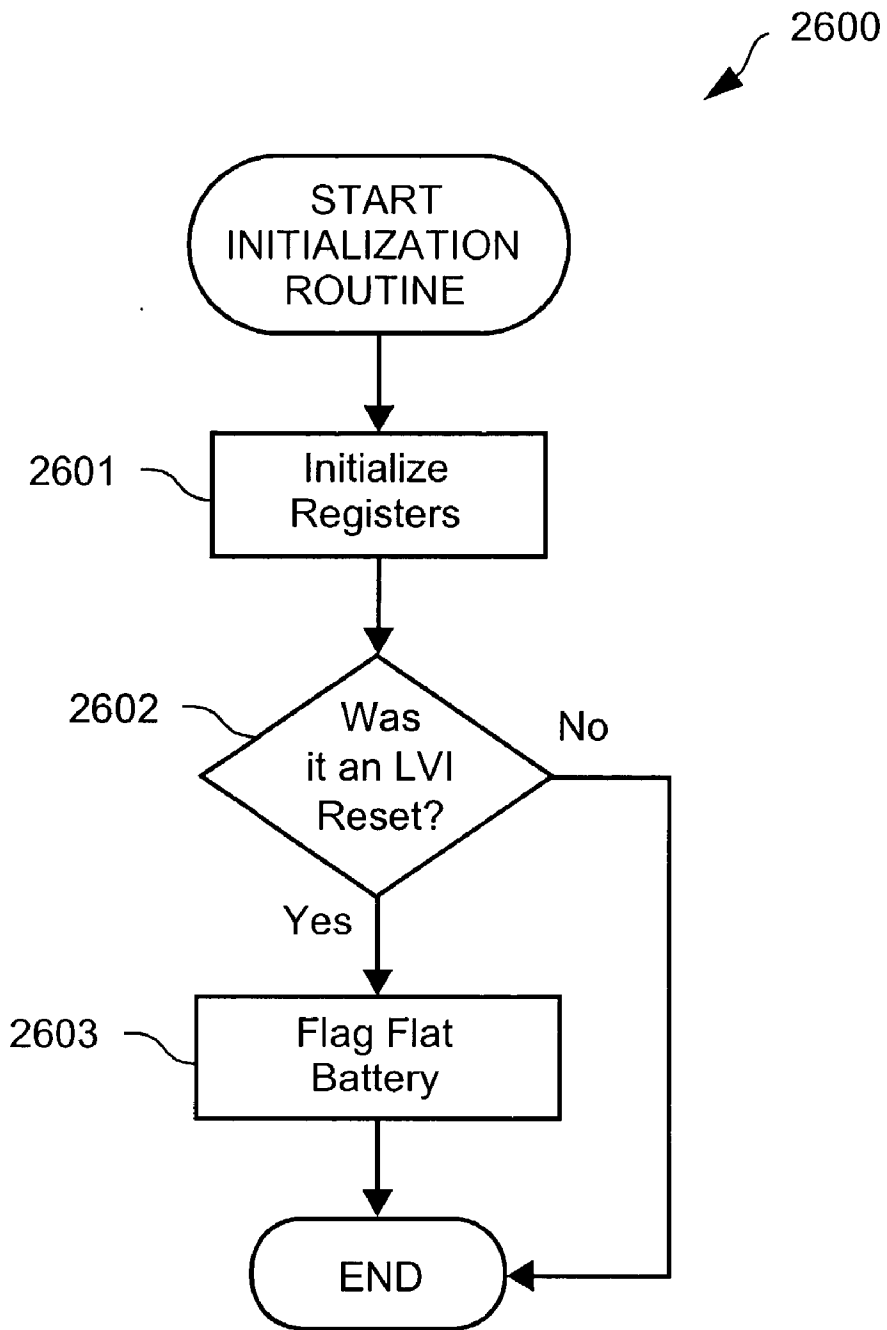 2600
START
INITIALIZATION
ROUTINE
2601
Initialize
Registers
2602
Was
it an LVI
Reset?
No
Yes
2603
Flag Flat
Battery
END